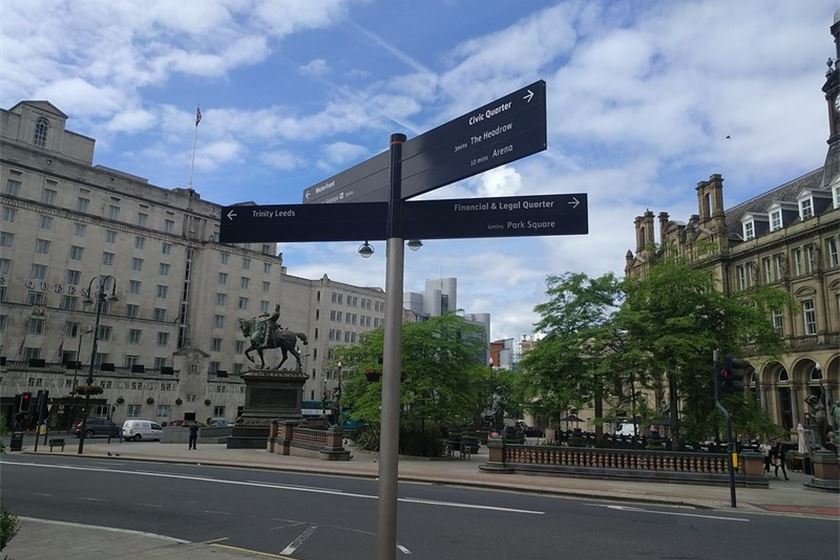 Civic Quarter
3mins The Headrow
10 mins Arena
Waterfront
Trinity Leeds
Financial & Legal Quarter
4mins Park Square
QUEENS